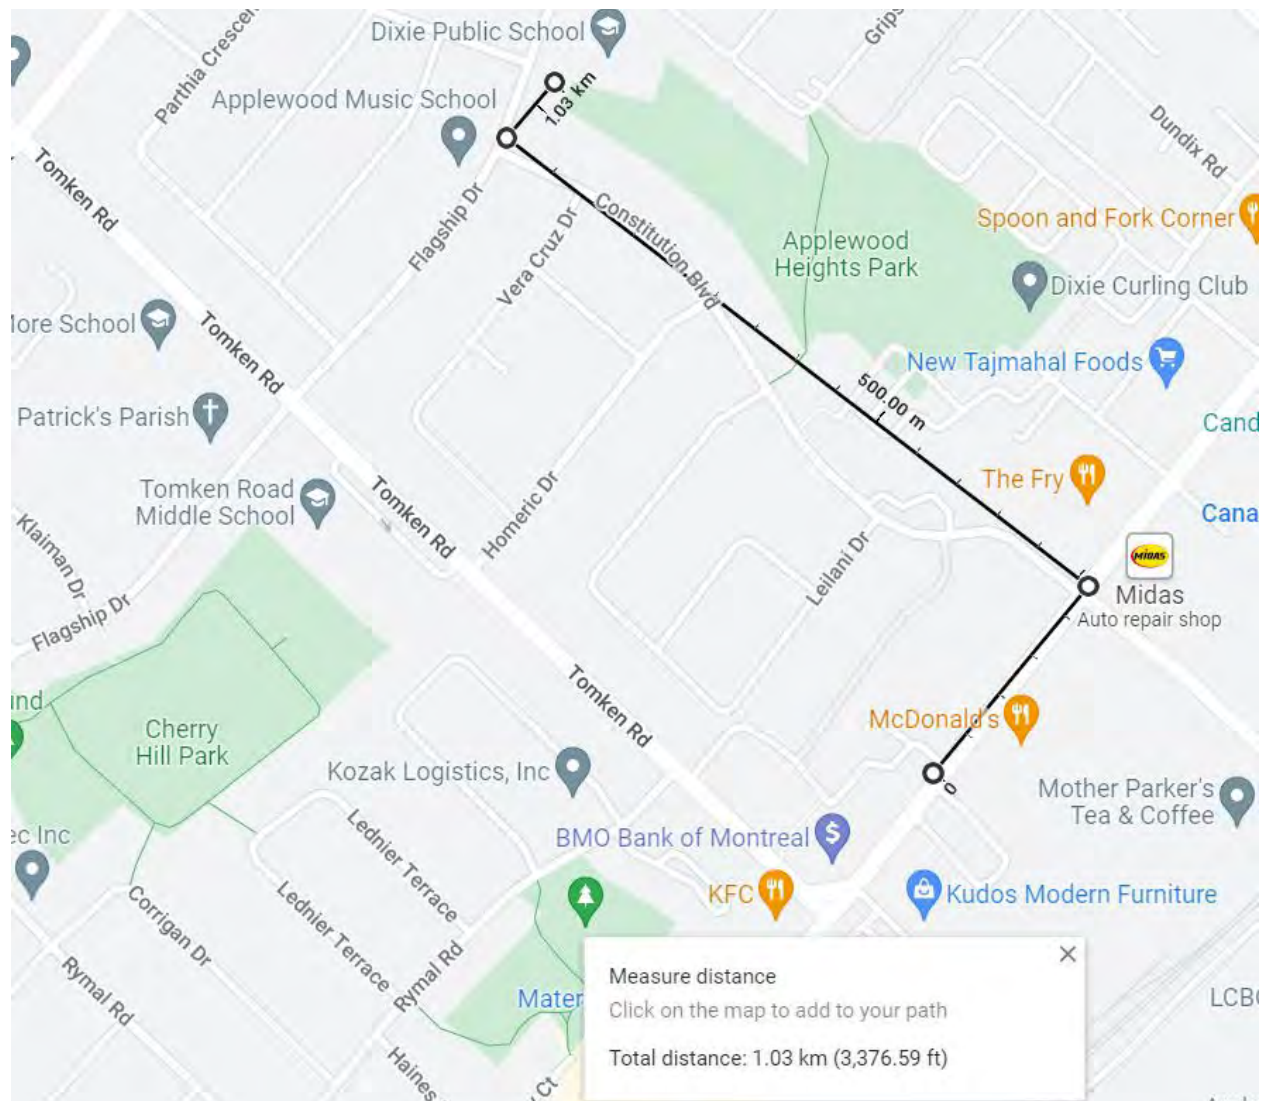 Dixie Public School
Parthia Crescen
Grips
Applewood Music School
1.03 km
Dundix Rd
Tomken Rd
Spoon and Fork Corner
Constitution Blvd
Flagship Dr
Vera Cruz Dr
Applewood
Heights Park
Dixie Curling Club
More School
Tomken Rd
New Tajmahal Foods
500.00 m
Patrick's Parish
Cand
The Fry
Tomken Road
Middle School
Tomken Rd
Homeric Dr
Cana
Klaiman Dr
Leilani Dr
MIDAS
Midas
Auto repair shop
Flagship Dr
und
Tomken Rd
McDonald's
Cherry
Hill Park
Kozak Logistics, Inc
0
Mother Parker's
Tea & Coffee
ec Inc
Lednier Terrace
BMO Bank of Montreal
$
KFC
Kudos Modern Furniture
Corrigan Dr
Lednier Terrace
Rymal Rd
Rymal Rd
Mater
Measure distance
Click on the map to add to your path
Total distance: 1.03 km (3,376.59 ft)
LCB
Haines
Ct